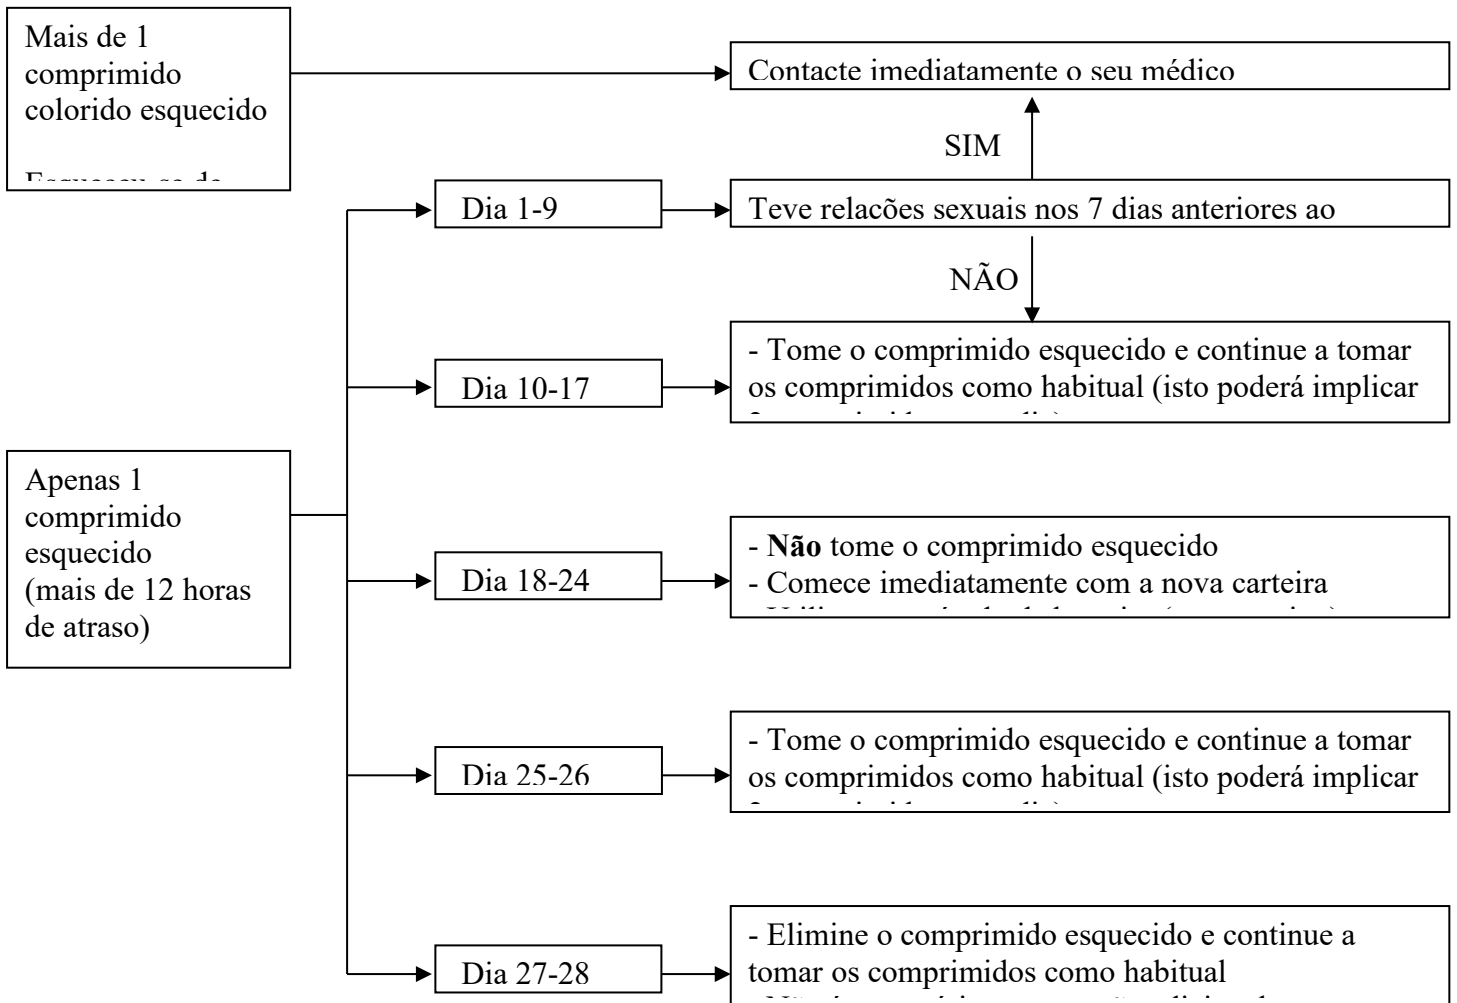 Mais de 1
comprimido
colorido esquecido
Contacte imediatamente o seu médico
SIM
Dia 1-9
Teve relações sexuais nos 7 dias anteriores ao
NÃO
Dia 10-17
- Tome o comprimido esquecido e continue a tomar
os comprimidos como habitual (isto poderá implicar
Apenas 1
comprimido
esquecido
(mais de 12 horas
de atraso)
Dia 18-24
- Não tome o comprimido esquecido
- Comece imediatamente com a nova carteira
Dia 25-26
- Tome o comprimido esquecido e continue a tomar
os comprimidos como habitual (isto poderá implicar
Dia 27-28
- Elimine o comprimido esquecido e continue a
tomar os comprimidos como habitual